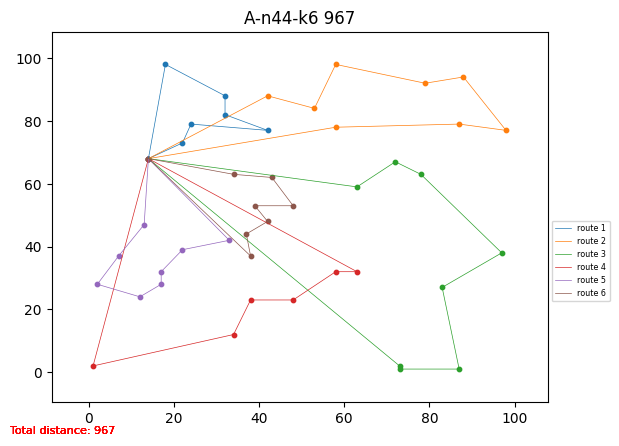 A-n44-k6 967
100
80
60
40
20
0
0 20 40 60 80 100
route 1
route 2
route 3
route 4
route 5
route 6
Total distance: 967